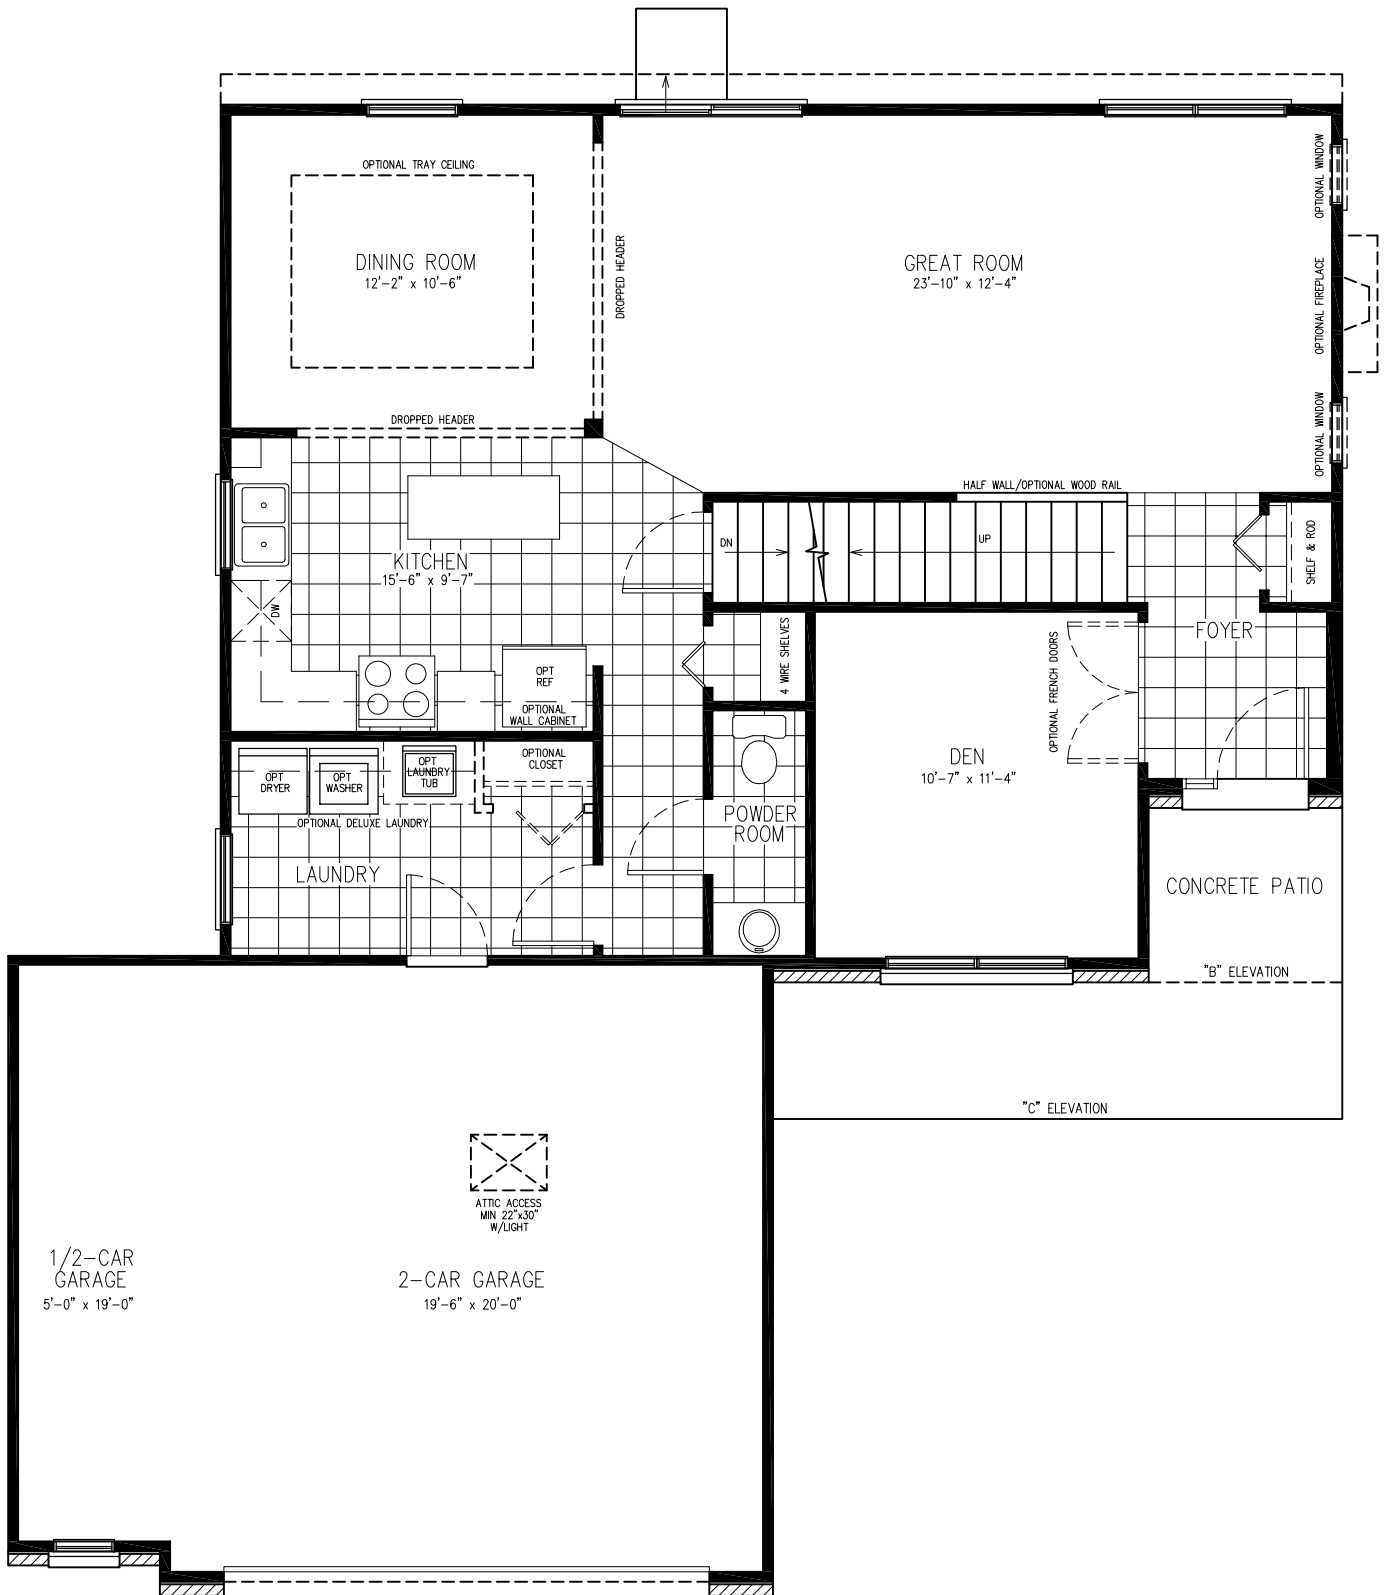 OPTIONAL TRAY CEILING
DINING ROOM
12'-2" x 10'-6"
DROPPED HEADER
GREAT ROOM
23'-10" x 12'-4"
OPTIONAL WINDOW
OPTIONAL FIREPLACE
OPTIONAL WINDOW
DROPPED HEADER
HALF WALL/OPTIONAL WOOD RAIL
KITCHEN
15'-6" x 9'-7"
DN
UP
SHELF & ROD
DW
FOYER
4 WIRE SHELVES
OPTIONAL FRENCH DOORS
OPT
REF
OPTIONAL
WALL CABINET
DEN
10'-7" x 11'-4"
OPT
DRYER
OPT
WASHER
OPT
LAUNDRY
TUB
OPTIONAL
CLOSET
OPTIONAL DELUXE LAUNDRY
POWDER
ROOM
LAUNDRY
CONCRETE PATIO
"B" ELEVATION
"C" ELEVATION
ATTIC ACCESS
MIN 22"x30"
W/LIGHT
1/2-CAR
GARAGE
5'-0" x 19'-0"
2-CAR GARAGE
19'-6" x 20'-0"